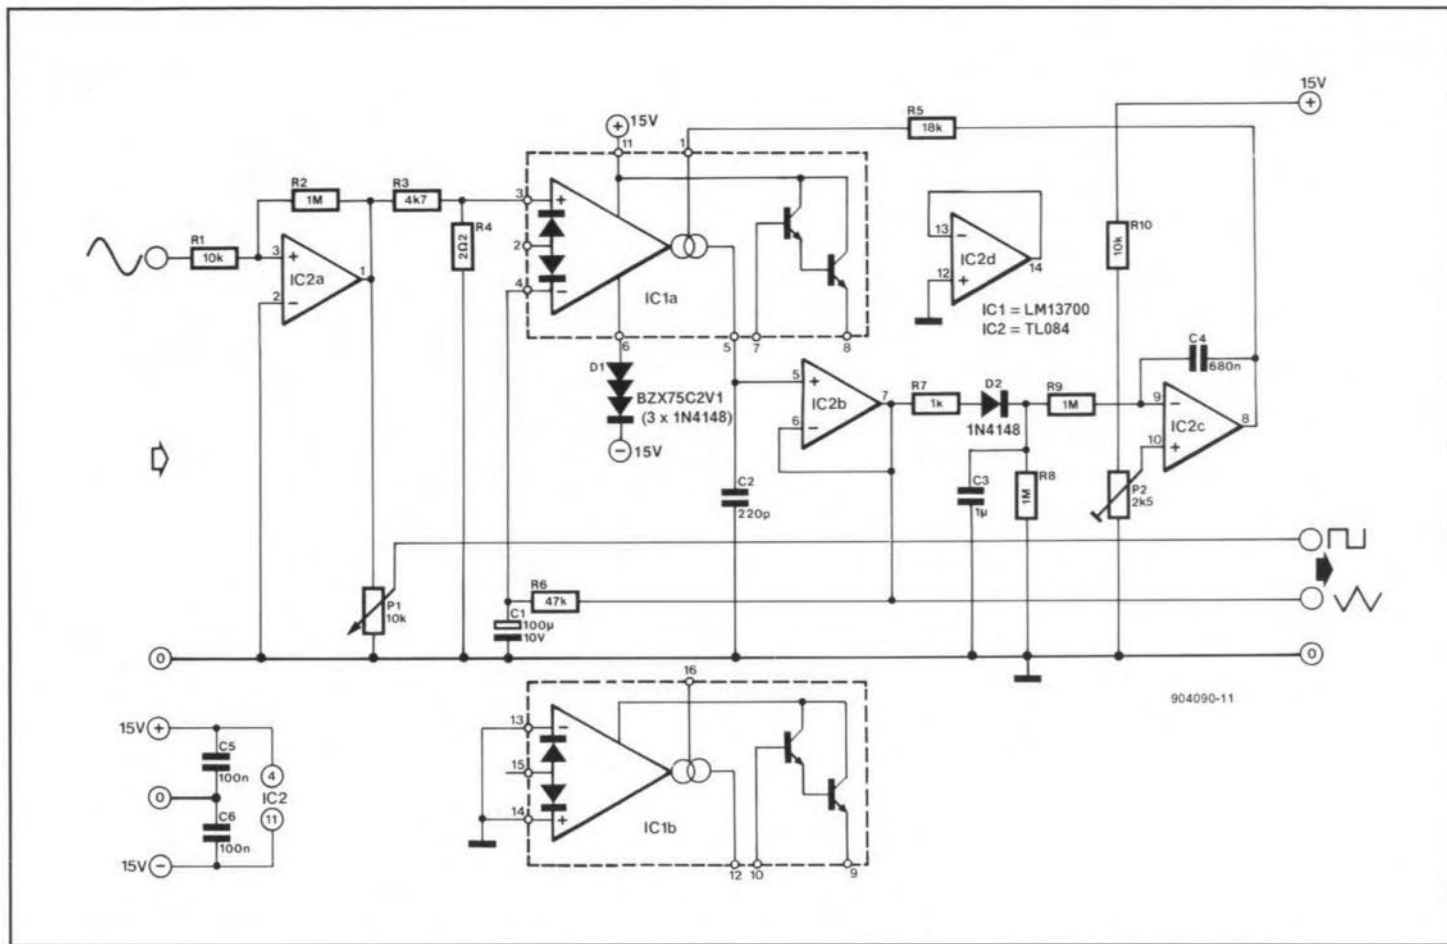 15V
+
R5
18k
+ 15V
11
1
R2
1M
R3
4k7
3
+
R4
2Ω2
R1
10k
3
+
IC2a
1
2
−
2
4
−
IC1a
6
5
7
8
13
−
IC2d
12
+
14
R10
10k
IC1 = LM13700
IC2 = TL084
D1
BZX75C2V1
(3 x 1N4148)
−
15V
5
+
IC2b
7
6
−
R7
1k
D2
1N4148
R9
1M
C4
680n
9
−
IC2c
8
10
+
C2
220p
C3
1µ
R8
1M
P2
2k5
P1
10k
R6
47k
C1
100µ
10V
0
0
904090-11
16
13
−
15
14
+
IC1b
12
10
9
15V +
C5
100n
4
0
IC2
C6
100n
11
15V −